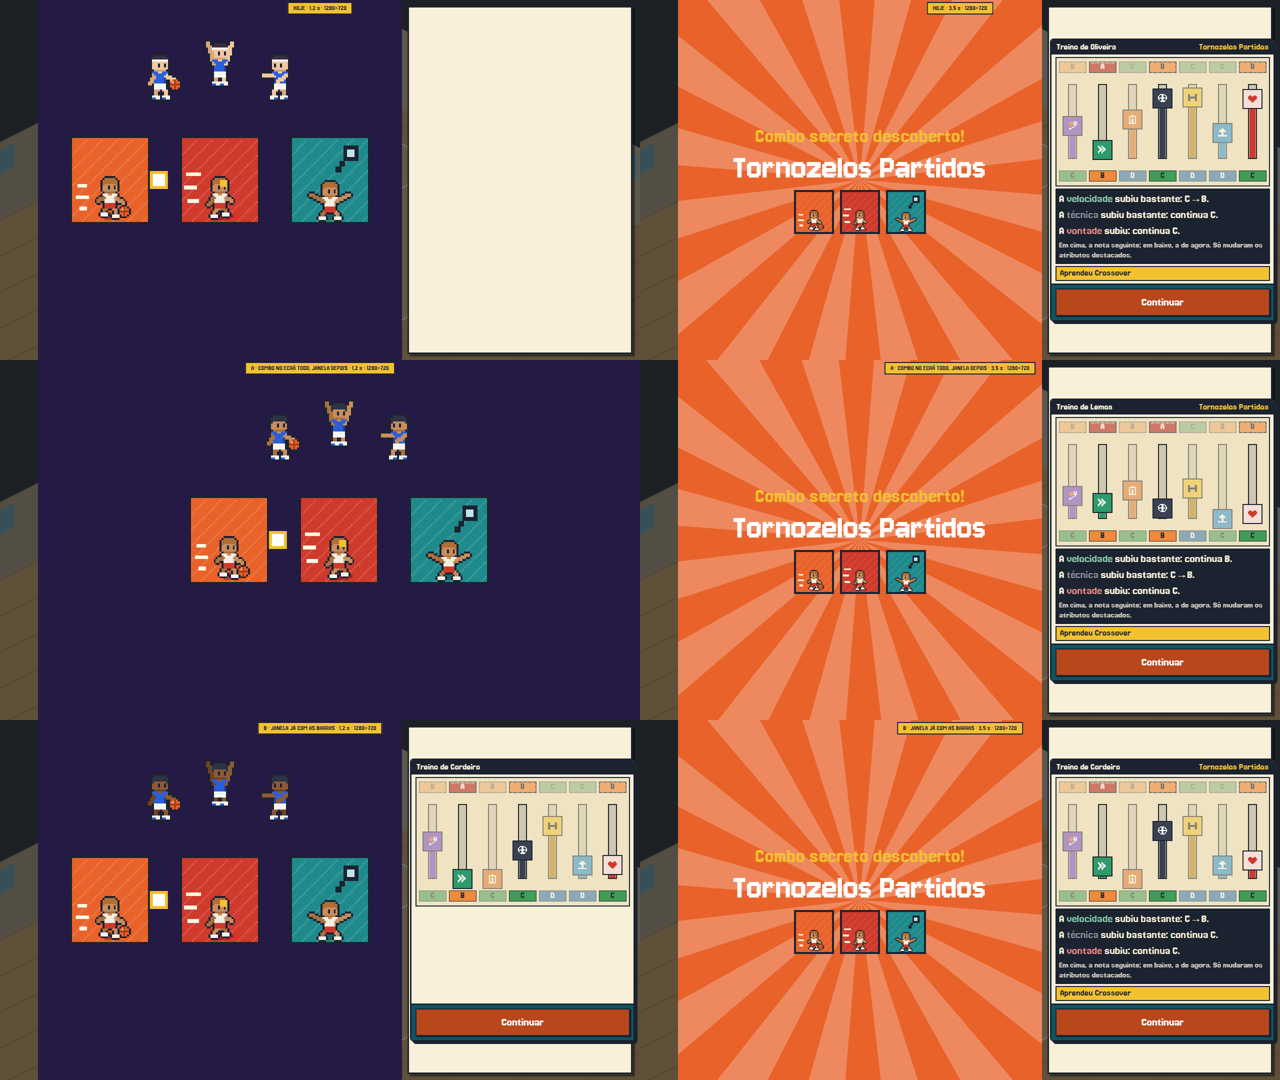 HOJE · 1,2 s · 1280×720
HOJE · 3,5 s · 1280×720
Treino de Oliveira
Tornozelos Partidos
B A C B C C B
Combo secreto descoberto!
Tornozelos Partidos
C B D C D D C
A velocidade subiu bastante: C→B.
A técnica subiu bastante: continua C.
A vontade subiu: continua C.
Em cima, a nota seguinte; em baixo, a de agora. Só mudaram os
atributos destacados.
Aprendeu Crossover
Continuar
A · COMBO NO ECRÃ TODO, JANELA DEPOIS · 1,2 s · 1280×720
A · COMBO NO ECRÃ TODO, JANELA DEPOIS · 3,5 s · 1280×720
Treino de Lemos
Tornozelos Partidos
B A B A C B B
Combo secreto descoberto!
Tornozelos Partidos
C B C B D C C
A velocidade subiu bastante: continua B.
A técnica subiu bastante: C→B.
A vontade subiu: continua C.
Em cima, a nota seguinte; em baixo, a de agora. Só mudaram os
atributos destacados.
Aprendeu Crossover
Continuar
B · JANELA JÁ COM AS BARRAS · 1,2 s · 1280×720
B · JANELA JÁ COM AS BARRAS · 3,5 s · 1280×720
Treino de Cordeiro
B A B B C C B
C B C C D D C
Continuar
Treino de Cordeiro
Tornozelos Partidos
B A B B C C B
Combo secreto descoberto!
Tornozelos Partidos
C B C C D D C
A velocidade subiu bastante: C→B.
A técnica subiu bastante: continua C.
A vontade subiu: continua C.
Em cima, a nota seguinte; em baixo, a de agora. Só mudaram os
atributos destacados.
Aprendeu Crossover
Continuar